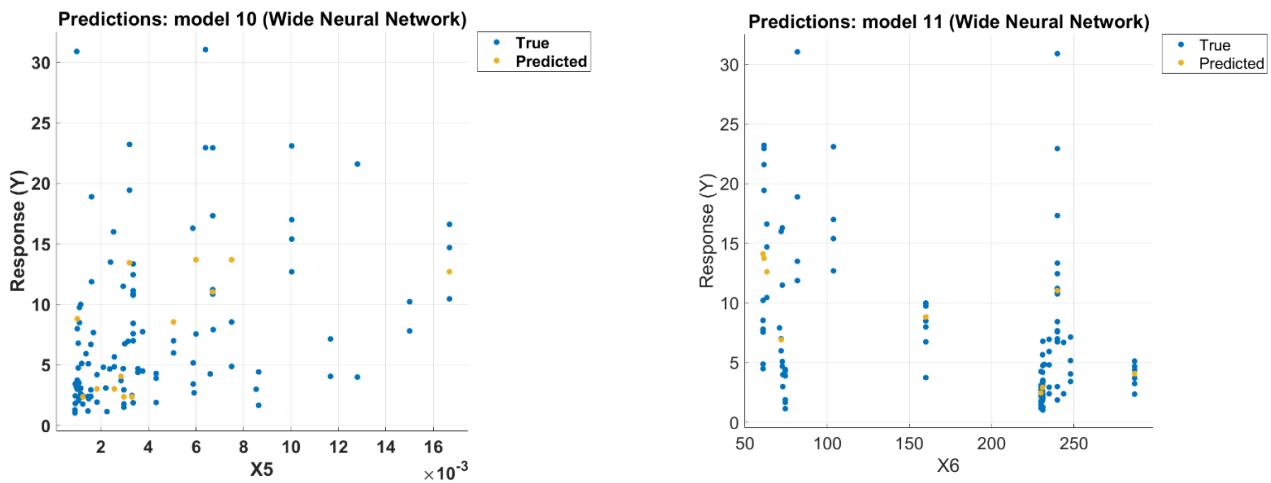 Predictions: model 10 (Wide Neural Network)
True
Predicted
30
25
20
15
10
5
0
Response (Y)
2 4 6 8 10 12 14 16
X5
×10⁻³
Predictions: model 11 (Wide Neural Network)
True
Predicted
30
25
20
15
10
5
0
Response (Y)
50 100 150 200 250
X6